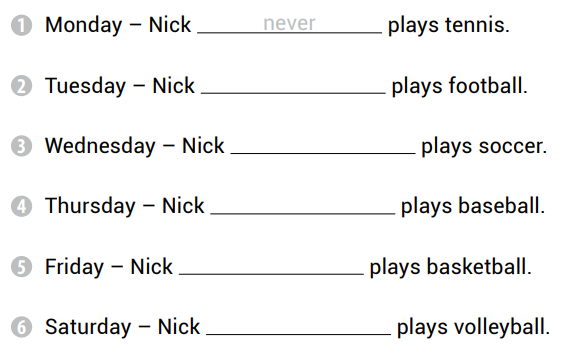 1 Monday – Nick never plays tennis.
2 Tuesday – Nick ____________ plays football.
3 Wednesday – Nick ____________ plays soccer.
4 Thursday – Nick ____________ plays baseball.
5 Friday – Nick ____________ plays basketball.
6 Saturday – Nick ____________ plays volleyball.